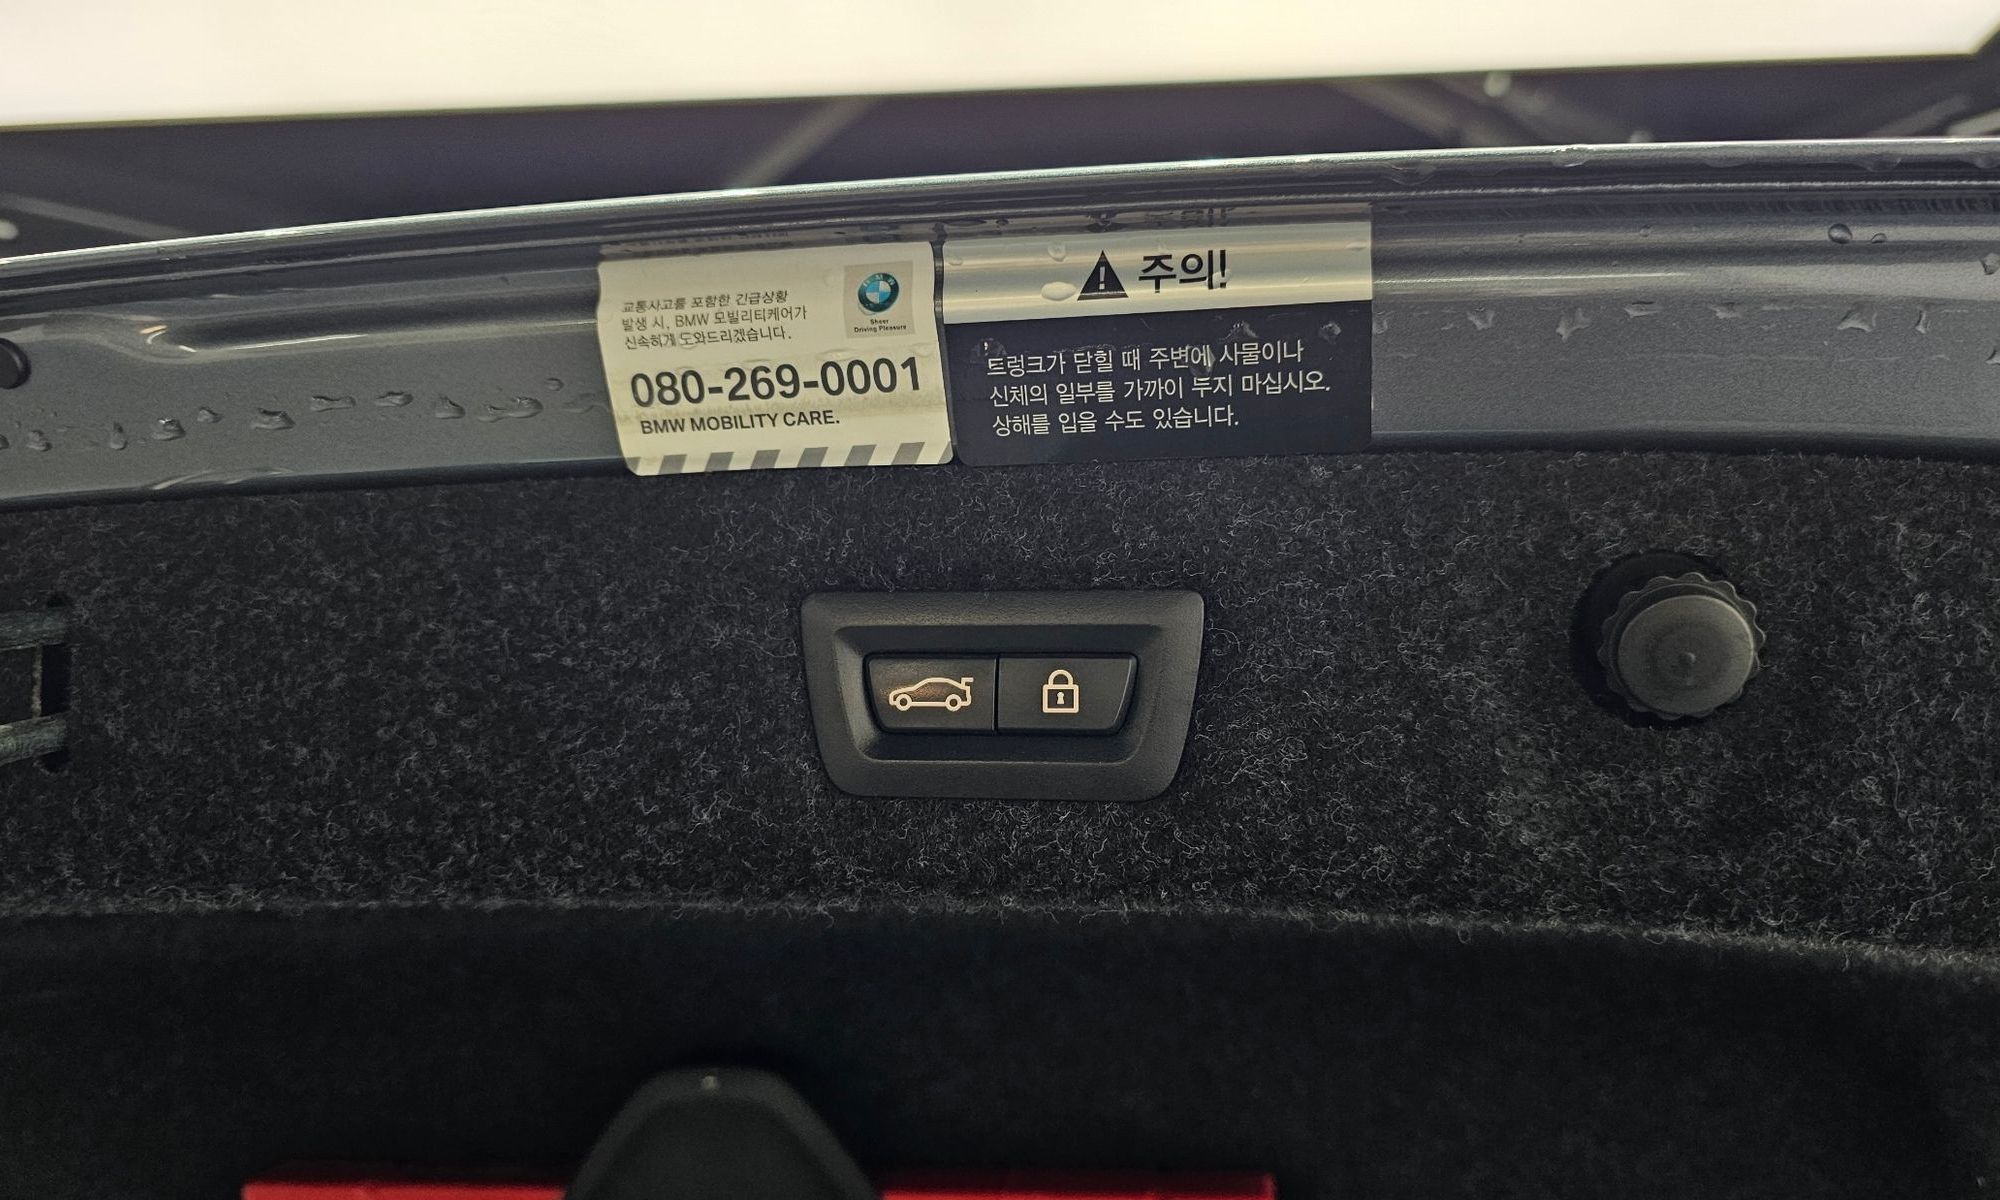 교통사고를 포함한 긴급상황
발생 시, BMW 모빌리티케어가
신속하게 도와드리겠습니다.
BMW
Sheer
Driving Pleasure
080-269-0001
BMW MOBILITY CARE.
주의!
트렁크가 닫힐 때 주변에 사물이나
신체의 일부를 가까이 두지 마십시오.
상해를 입을 수도 있습니다.